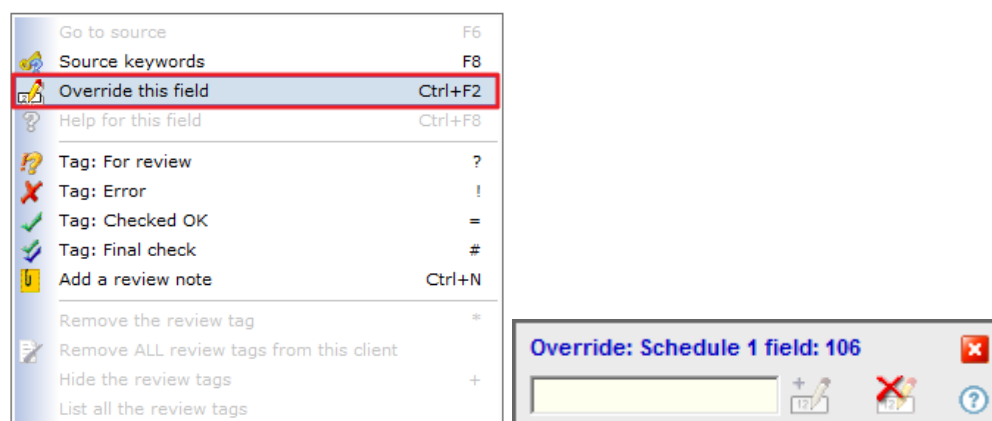 Go to source F6
Source keywords F8
Override this field Ctrl+F2
Help for this field Ctrl+F8
Tag: For review ?
Tag: Error !
Tag: Checked OK =
Tag: Final check #
Add a review note Ctrl+N
Remove the review tag *
Remove ALL review tags from this client
Hide the review tags +
List all the review tags
Override: Schedule 1 field: 106